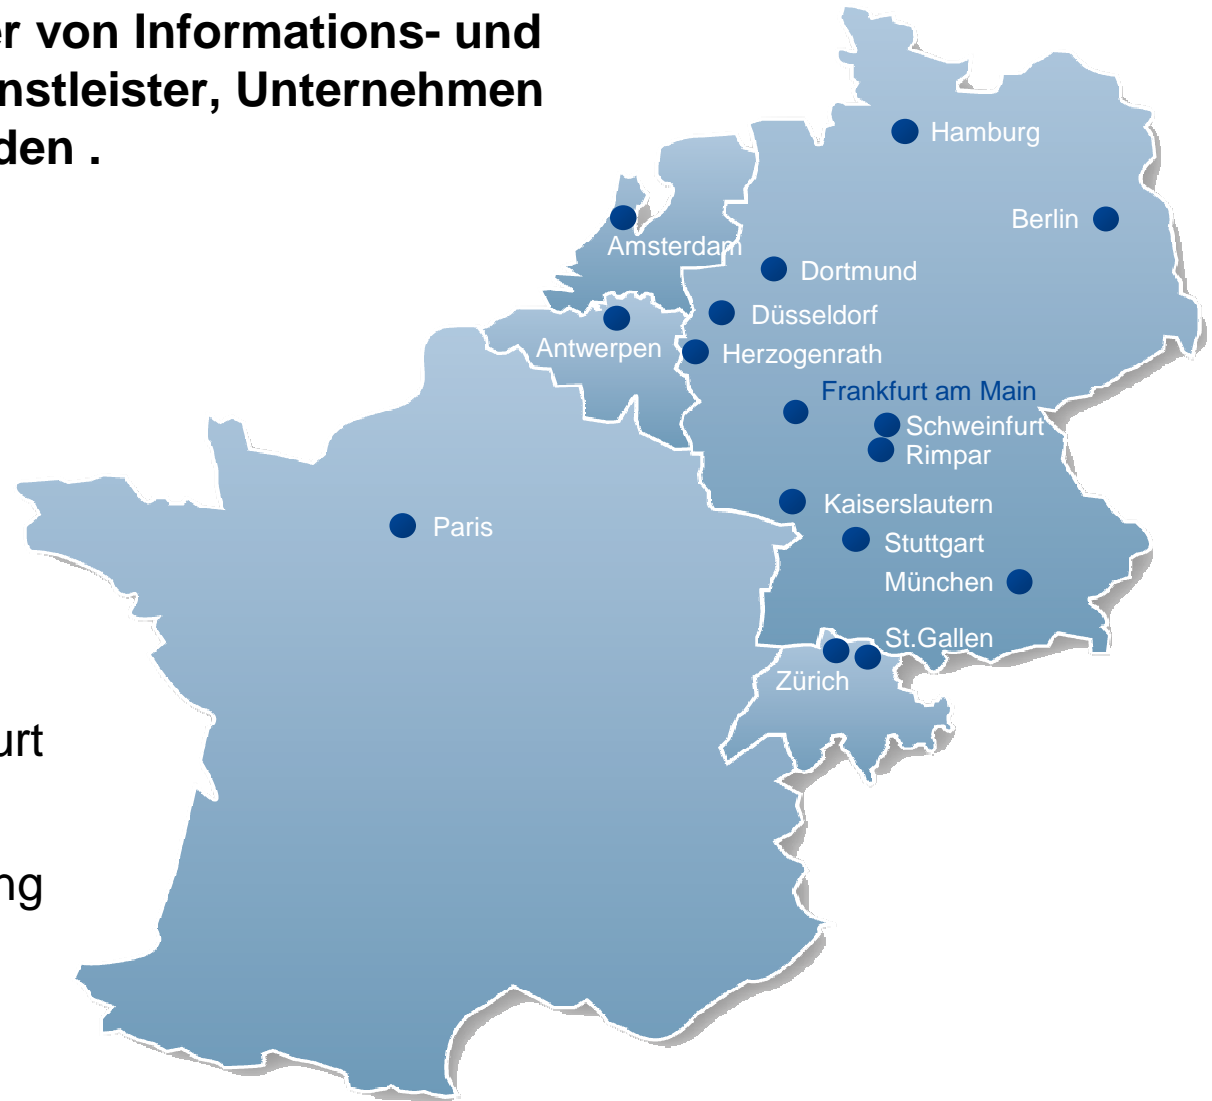 er von Informations- und
nstleister, Unternehmen
den .
Hamburg
Berlin
Amsterdam
Dortmund
Düsseldorf
Antwerpen
Herzogenrath
Frankfurt am Main
Schweinfurt
Rimpar
Kaiserslautern
Paris
Stuttgart
München
St.Gallen
Zürich
urt
ng